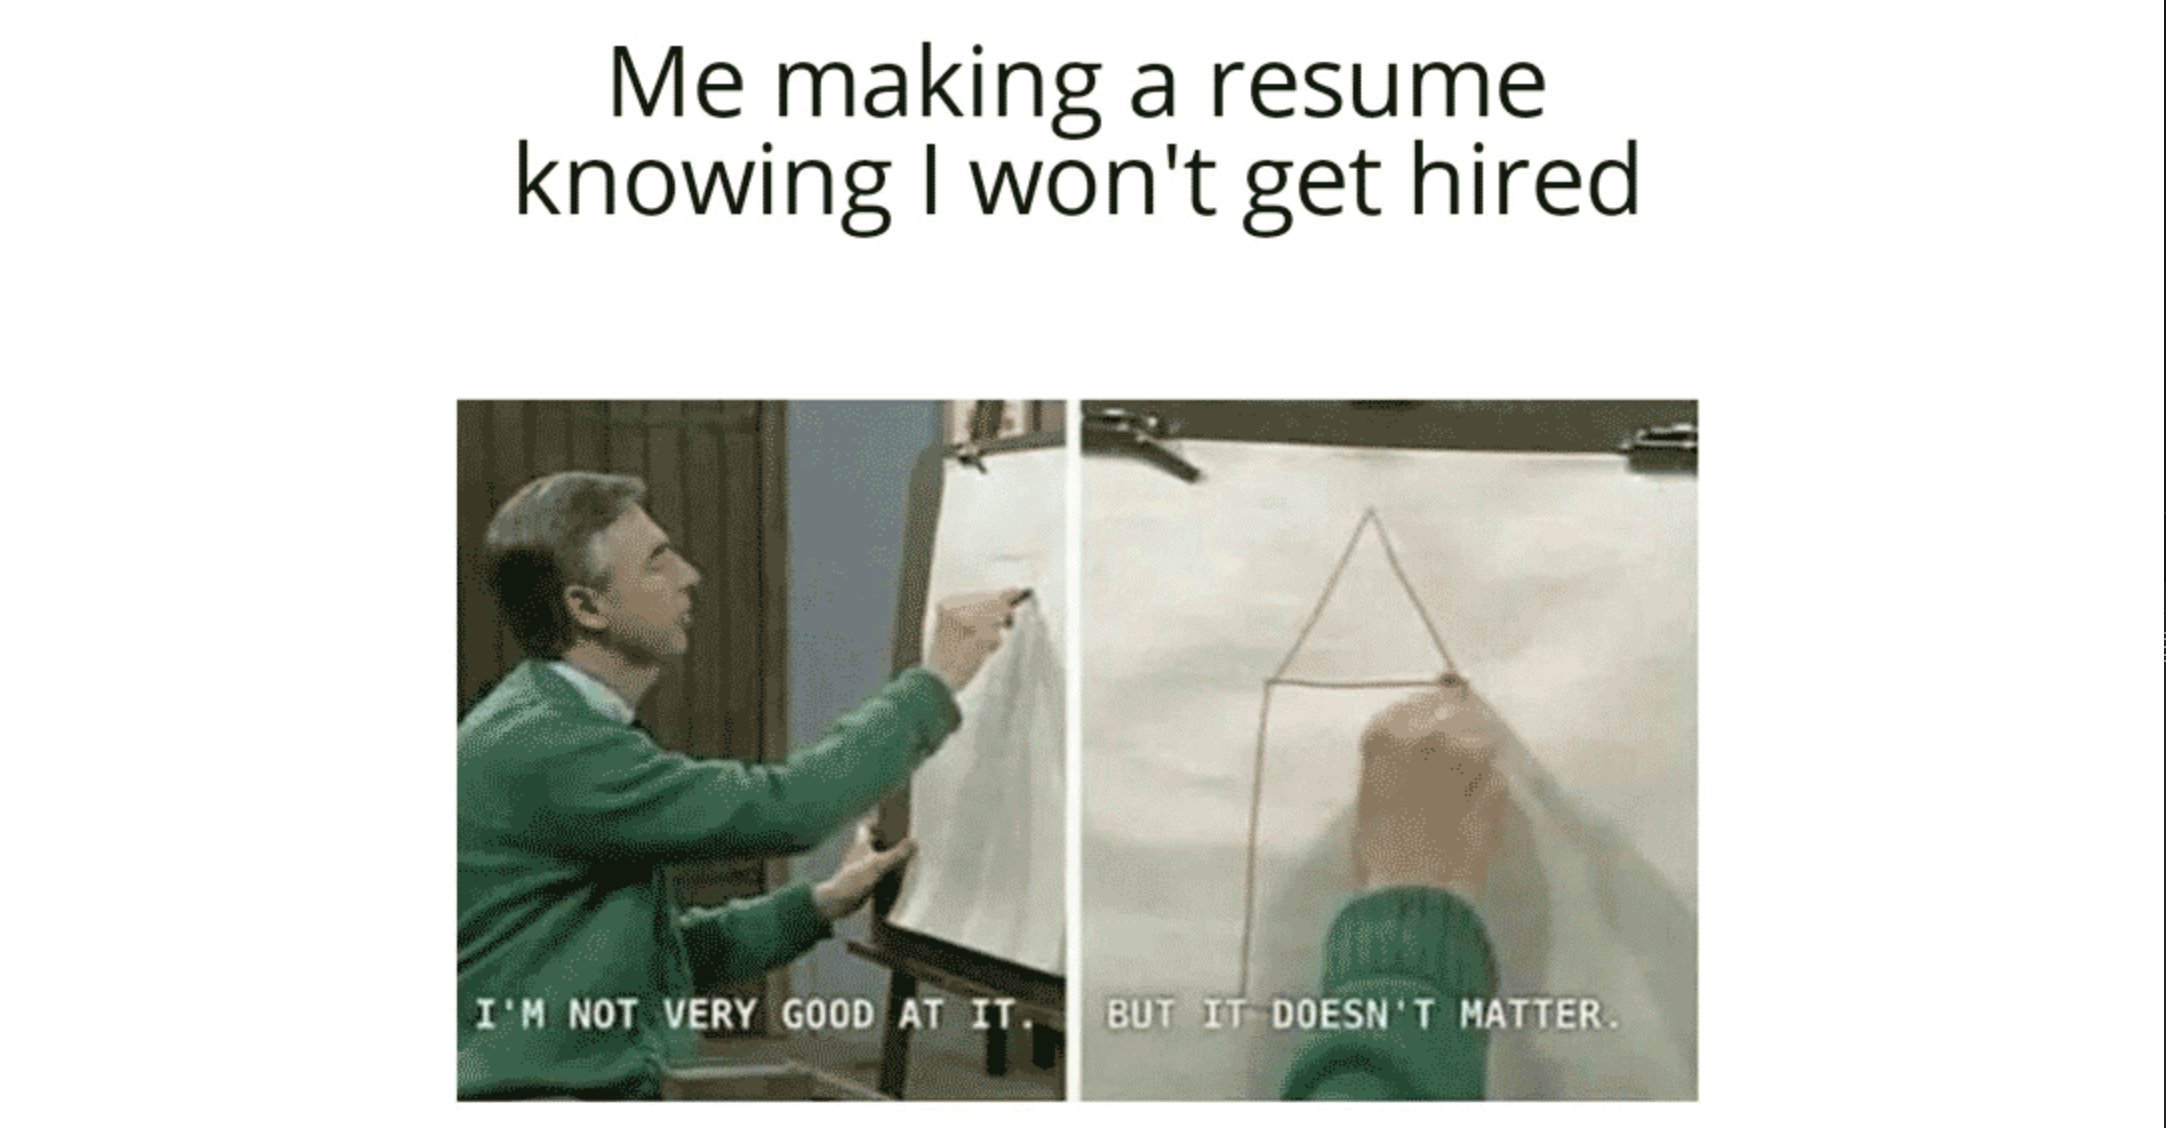 Me making a resume
knowing I won't get hired
I'M NOT VERY GOOD AT IT.
BUT IT DOESN'T MATTER.